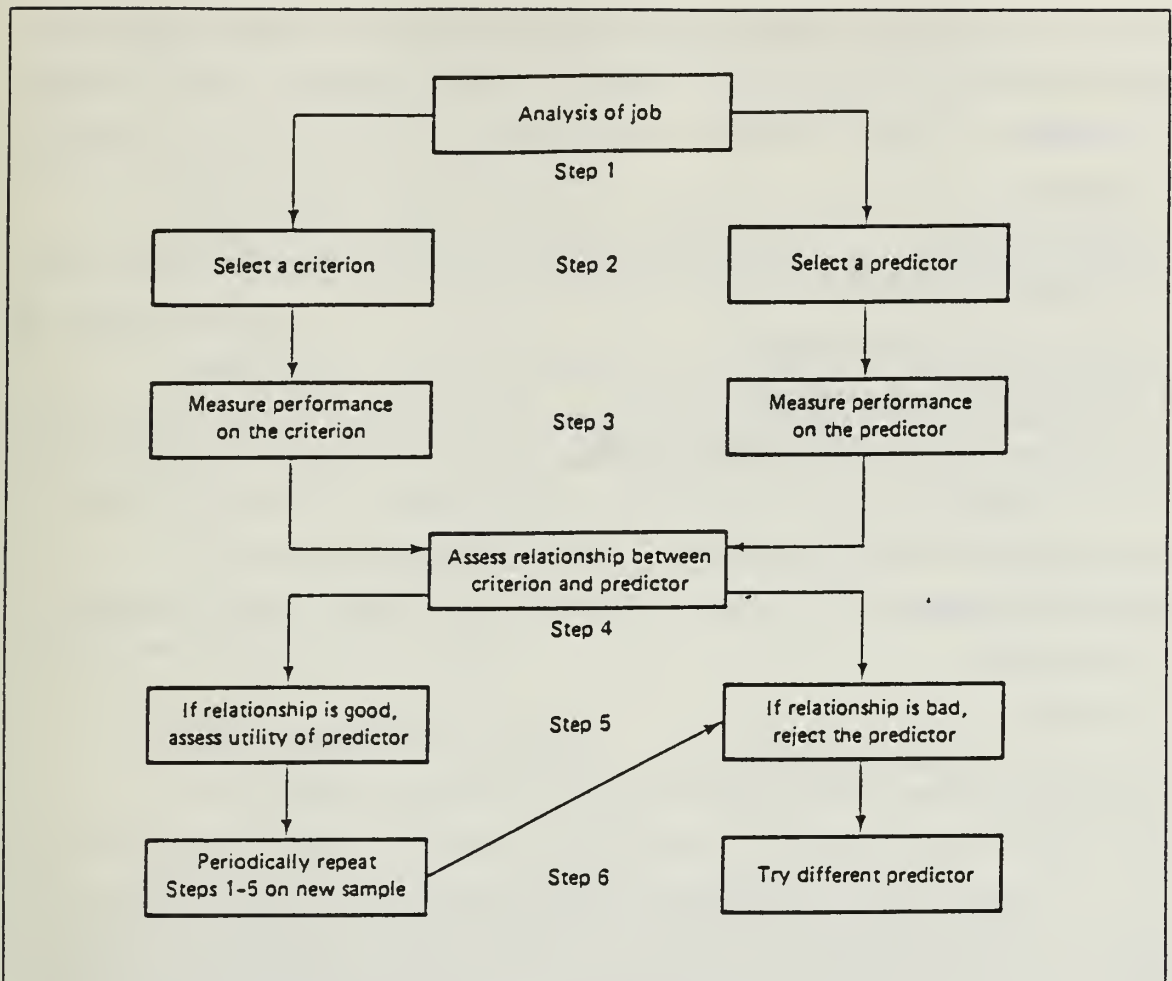 Analysis of job
Step 1
Select a criterion
Step 2
Select a predictor
Measure performance
on the criterion
Step 3
Measure performance
on the predictor
Assess relationship between
criterion and predictor
Step 4
If relationship is good,
assess utility of predictor
Step 5
If relationship is bad,
reject the predictor
Periodically repeat
Steps 1-5 on new sample
Step 6
Try different predictor